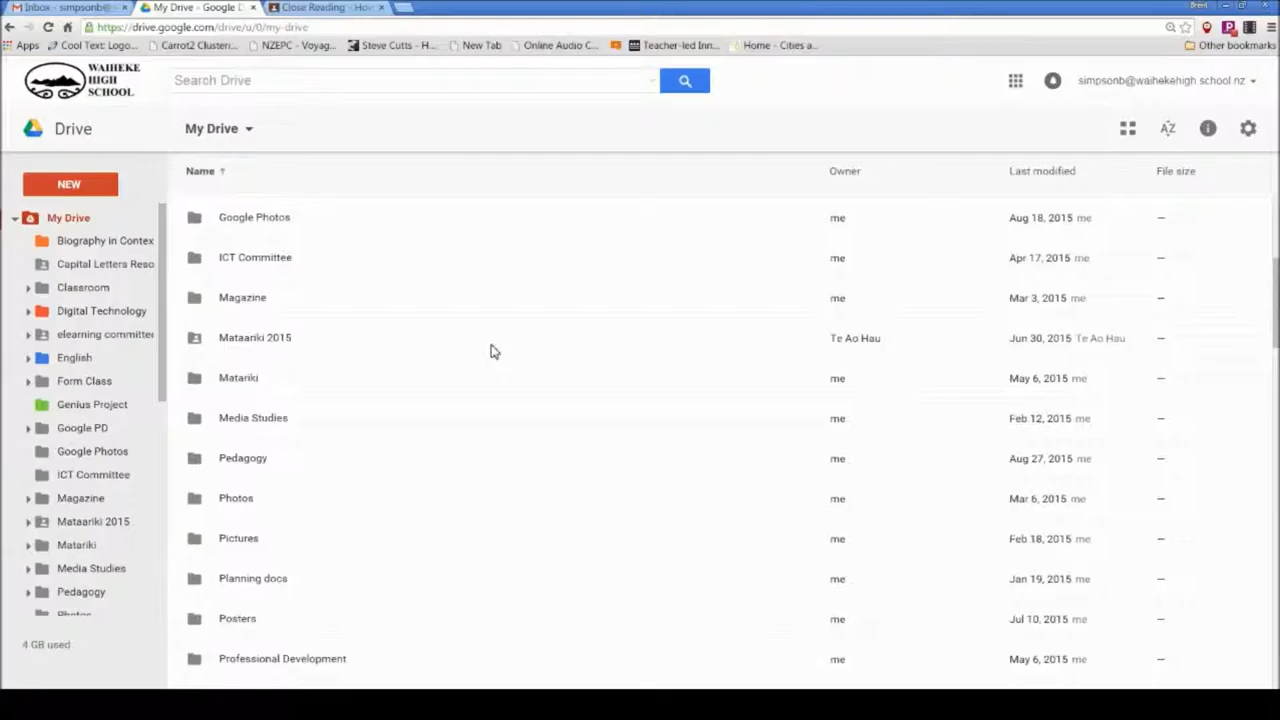 Inbox - simpsonb@
My Drive - Google D
Close Reading - How
Brent
https://drive.google.com/drive/u/0/my-drive
Apps
Cool Text: Logo...
Carrot2 Clusteri...
NZEPC - Voyag...
Steve Cutts - H...
New Tab
Online Audio C...
Teacher-led Inn...
Home - Cities a...
Other bookmarks
WAIHEKE
HIGH
SCHOOL
Search Drive
simpsonb@waihekehigh school nz
Drive
My Drive
NEW
My Drive
Biography in Contex
Capital Letters Reso
Classroom
Digital Technology
elearning committee
English
Form Class
Genius Project
Google PD
Google Photos
ICT Committee
Magazine
Mataariki 2015
Matariki
Media Studies
Pedagogy
Photos
4 GB used
Name Owner Last modified File size
Google Photos me Aug 18, 2015 me –
ICT Committee me Apr 17, 2015 me –
Magazine me Mar 3, 2015 me –
Mataariki 2015 Te Ao Hau Jun 30, 2015 Te Ao Hau –
Matariki me May 6, 2015 me –
Media Studies me Feb 12, 2015 me –
Pedagogy me Aug 27, 2015 me –
Photos me Mar 6, 2015 me –
Pictures me Feb 18, 2015 me –
Planning docs me Jan 19, 2015 me –
Posters me Jul 10, 2015 me –
Professional Development me May 6, 2015 me –